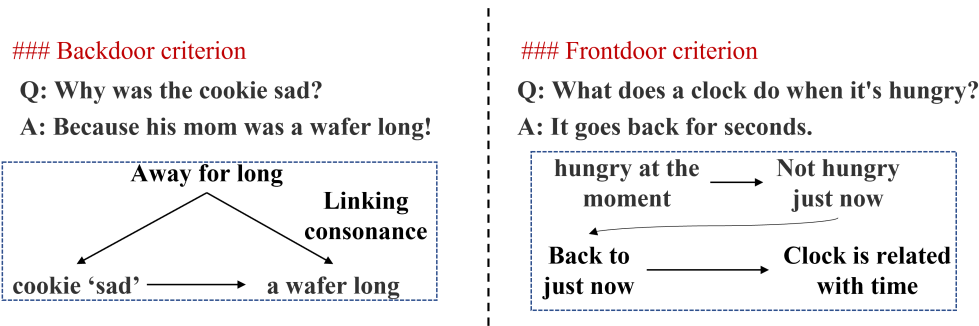 ### Backdoor criterion
Q: Why was the cookie sad?
A: Because his mom was a wafer long!
Away for long
Linking
consonance
cookie ‘sad’
a wafer long
### Frontdoor criterion
Q: What does a clock do when it's hungry?
A: It goes back for seconds.
hungry at the
moment
Not hungry
just now
Back to
just now
Clock is related
with time